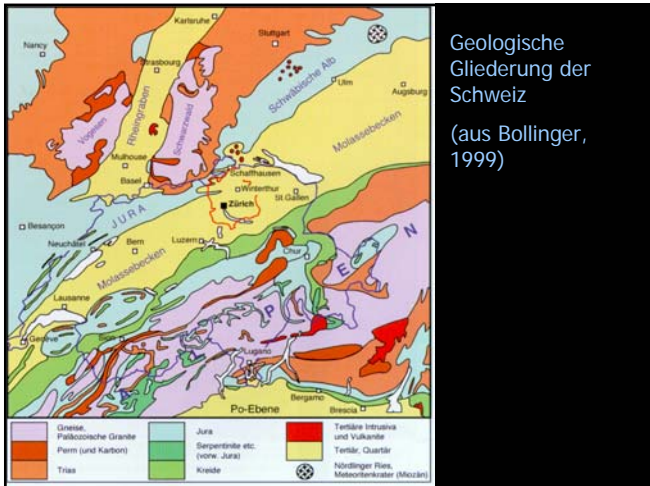 Geologische
Gliederung der
Schweiz
(aus Bollinger,
1999)
Karlsruhe
Nancy
Stuttgart
Strasbourg
Schwäbische Alb
Ulm
Augsburg
Vogesen
Rheingraben
Schwarzwald
Molassebecken
Mulhouse
Basel
Schaffhausen
Winterthur
Zürich
St.Gallen
JURA
Besançon
Neuchâtel
Bern
Luzern
Chur
Molassebecken
Lausanne
Genève
Sion
Lugano
A
P
E
N
Bergamo
Po-Ebene
Brescia
Gneise,
Paläozoische Granite
Perm (und Karbon)
Trias
Jura
Serpentinite etc.
(vorw. Jura)
Kreide
Tertiäre Intrusiva
und Vulkanite
Tertiär, Quartär
Nördlinger Ries,
Meteoritenkrater (Miozän)